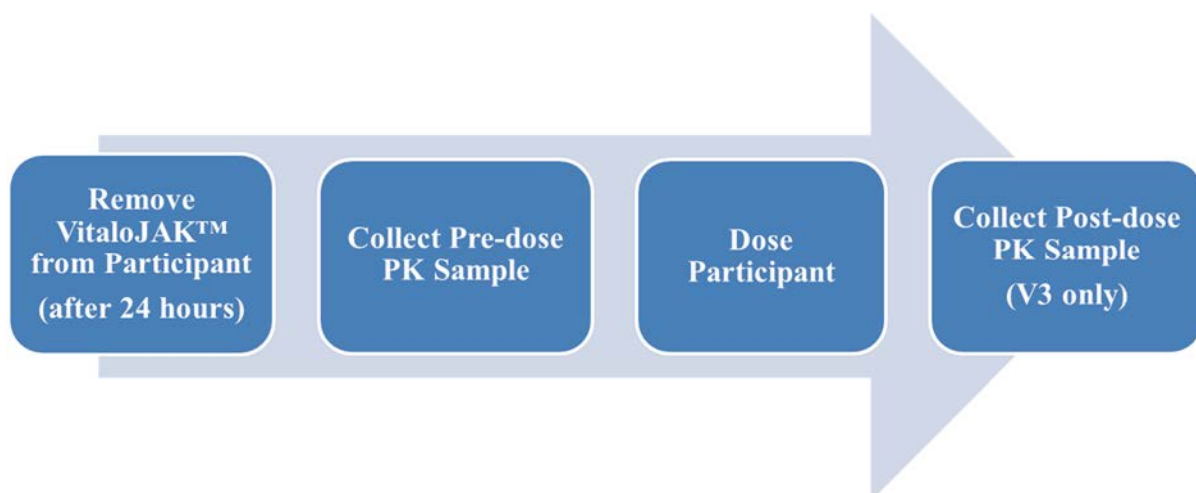 Remove
VitaloJAK™
from Participant
(after 24 hours)
Collect Pre-dose
PK Sample
Dose
Participant
Collect Post-dose
PK Sample
(V3 only)